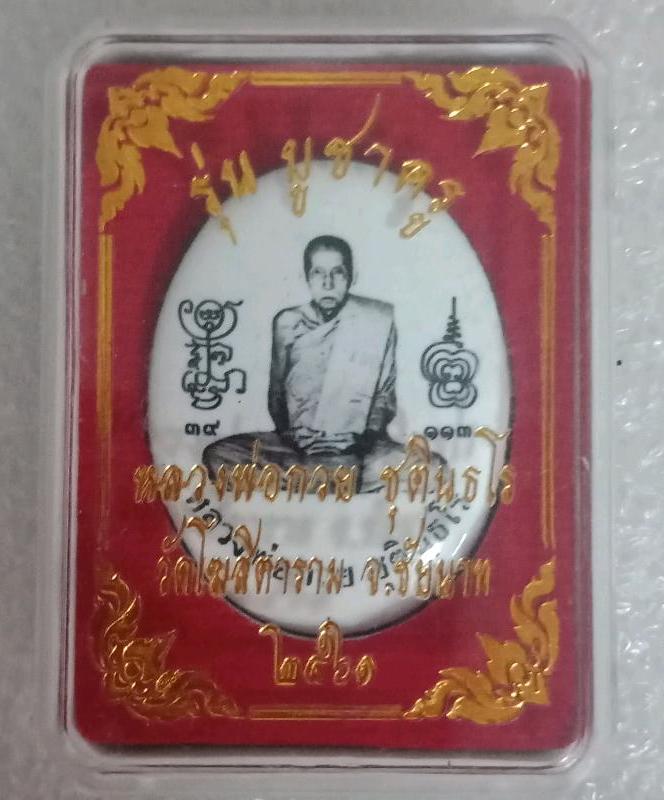 รุ่น บูชาครู
๑๑๓
หลวงพ่อกวย ชุตินฺธโร
วัดโฆสิตาราม จ.ชัยนาท
๒๕๖๑